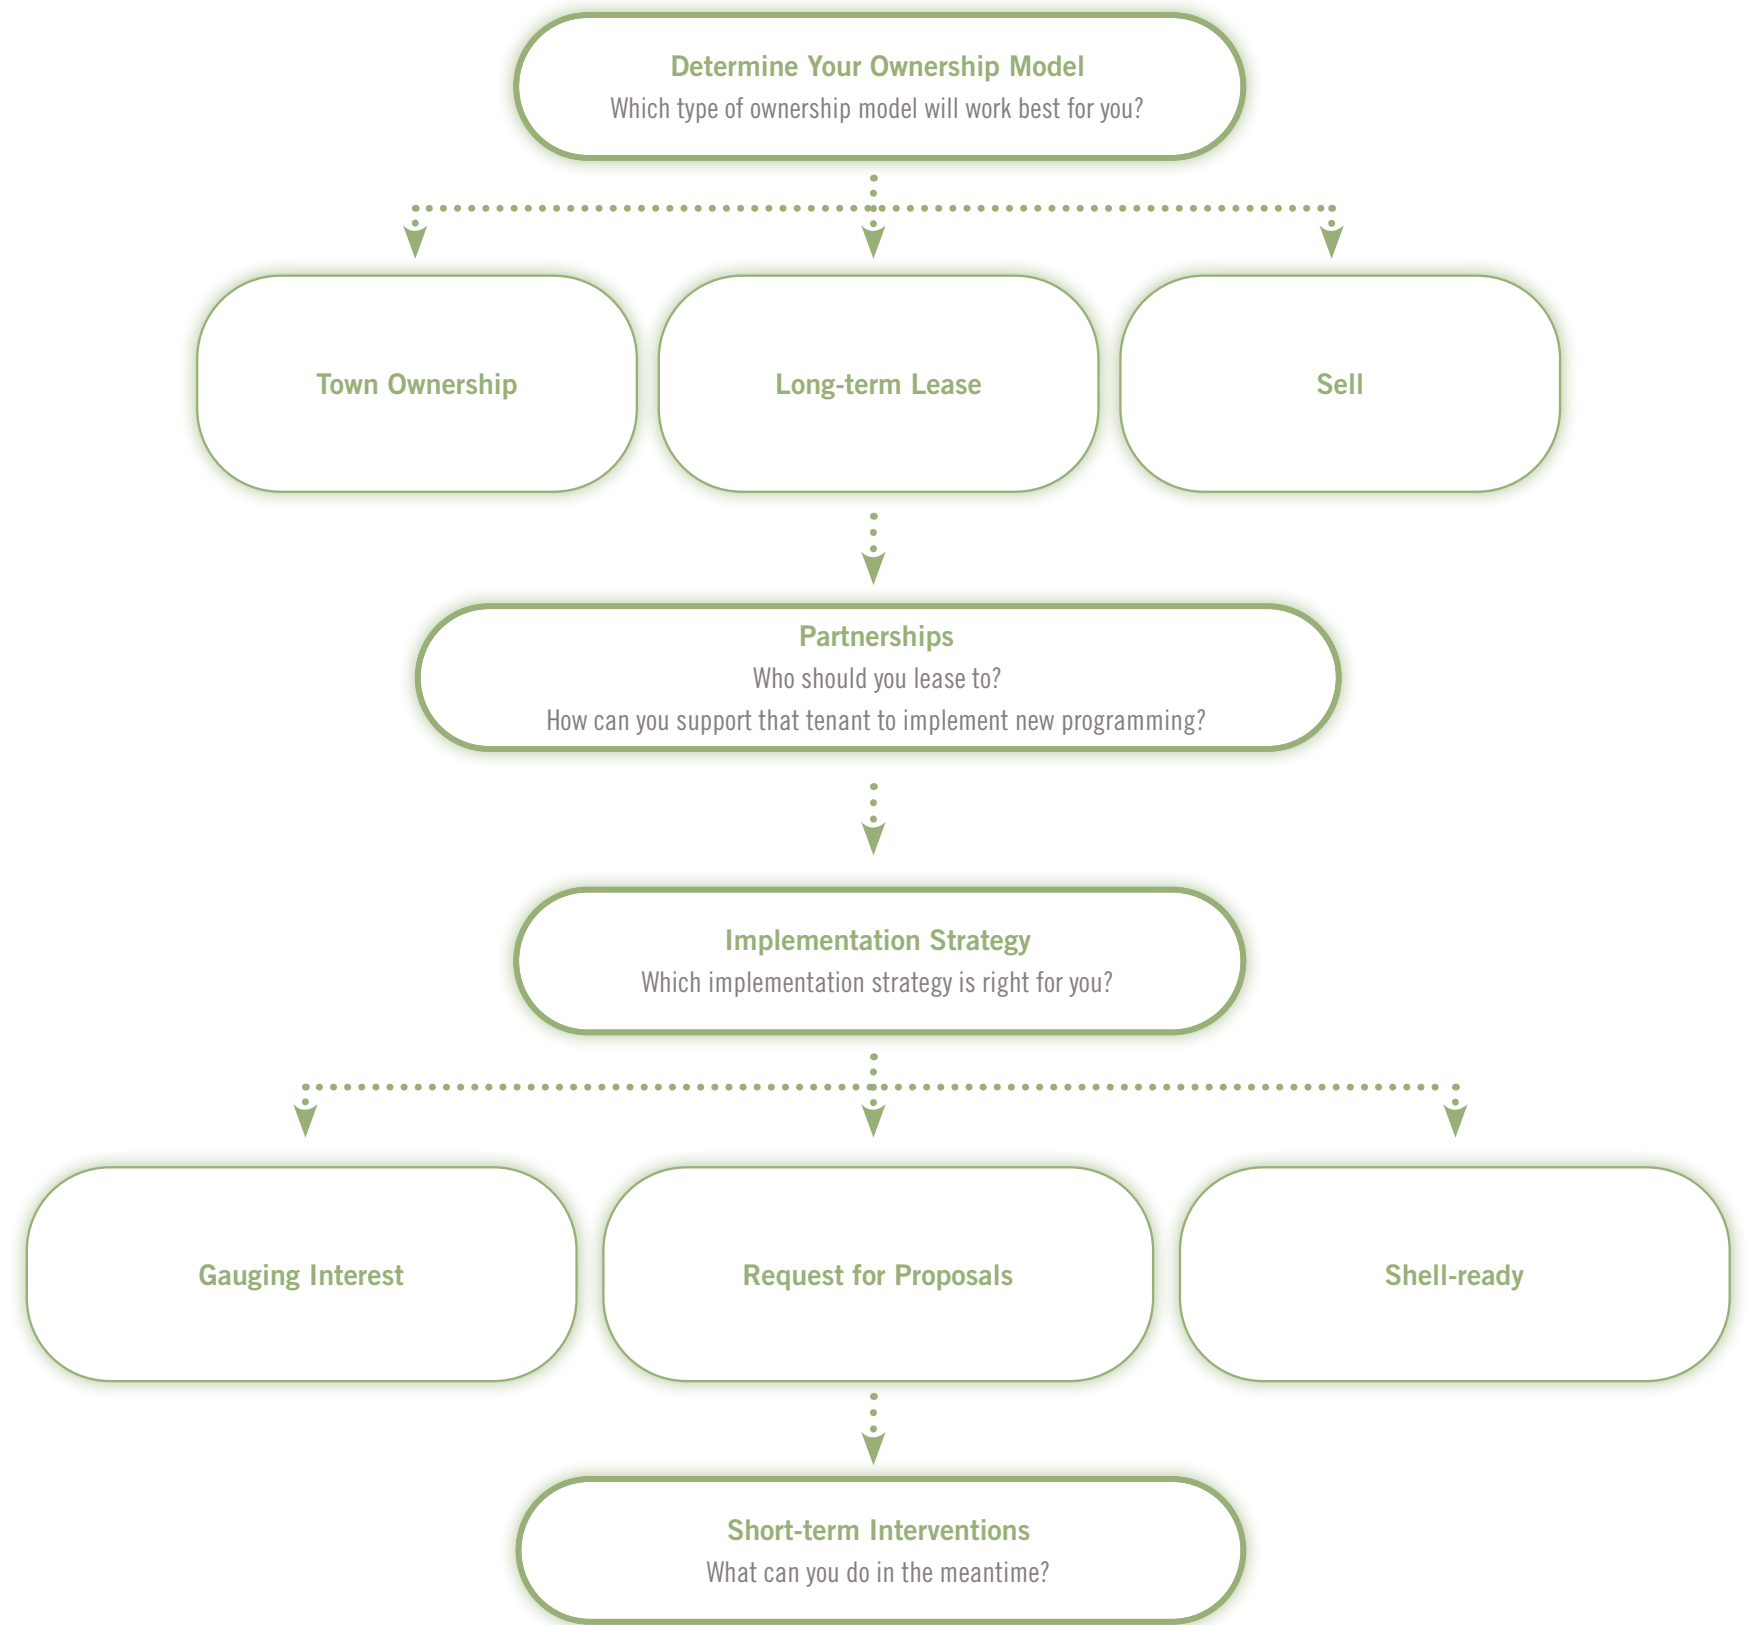 Determine Your Ownership Model
Which type of ownership model will work best for you?
Town Ownership
Long-term Lease
Sell
Partnerships
Who should you lease to?
How can you support that tenant to implement new programming?
Implementation Strategy
Which implementation strategy is right for you?
Gauging Interest
Request for Proposals
Shell-ready
Short-term Interventions
What can you do in the meantime?